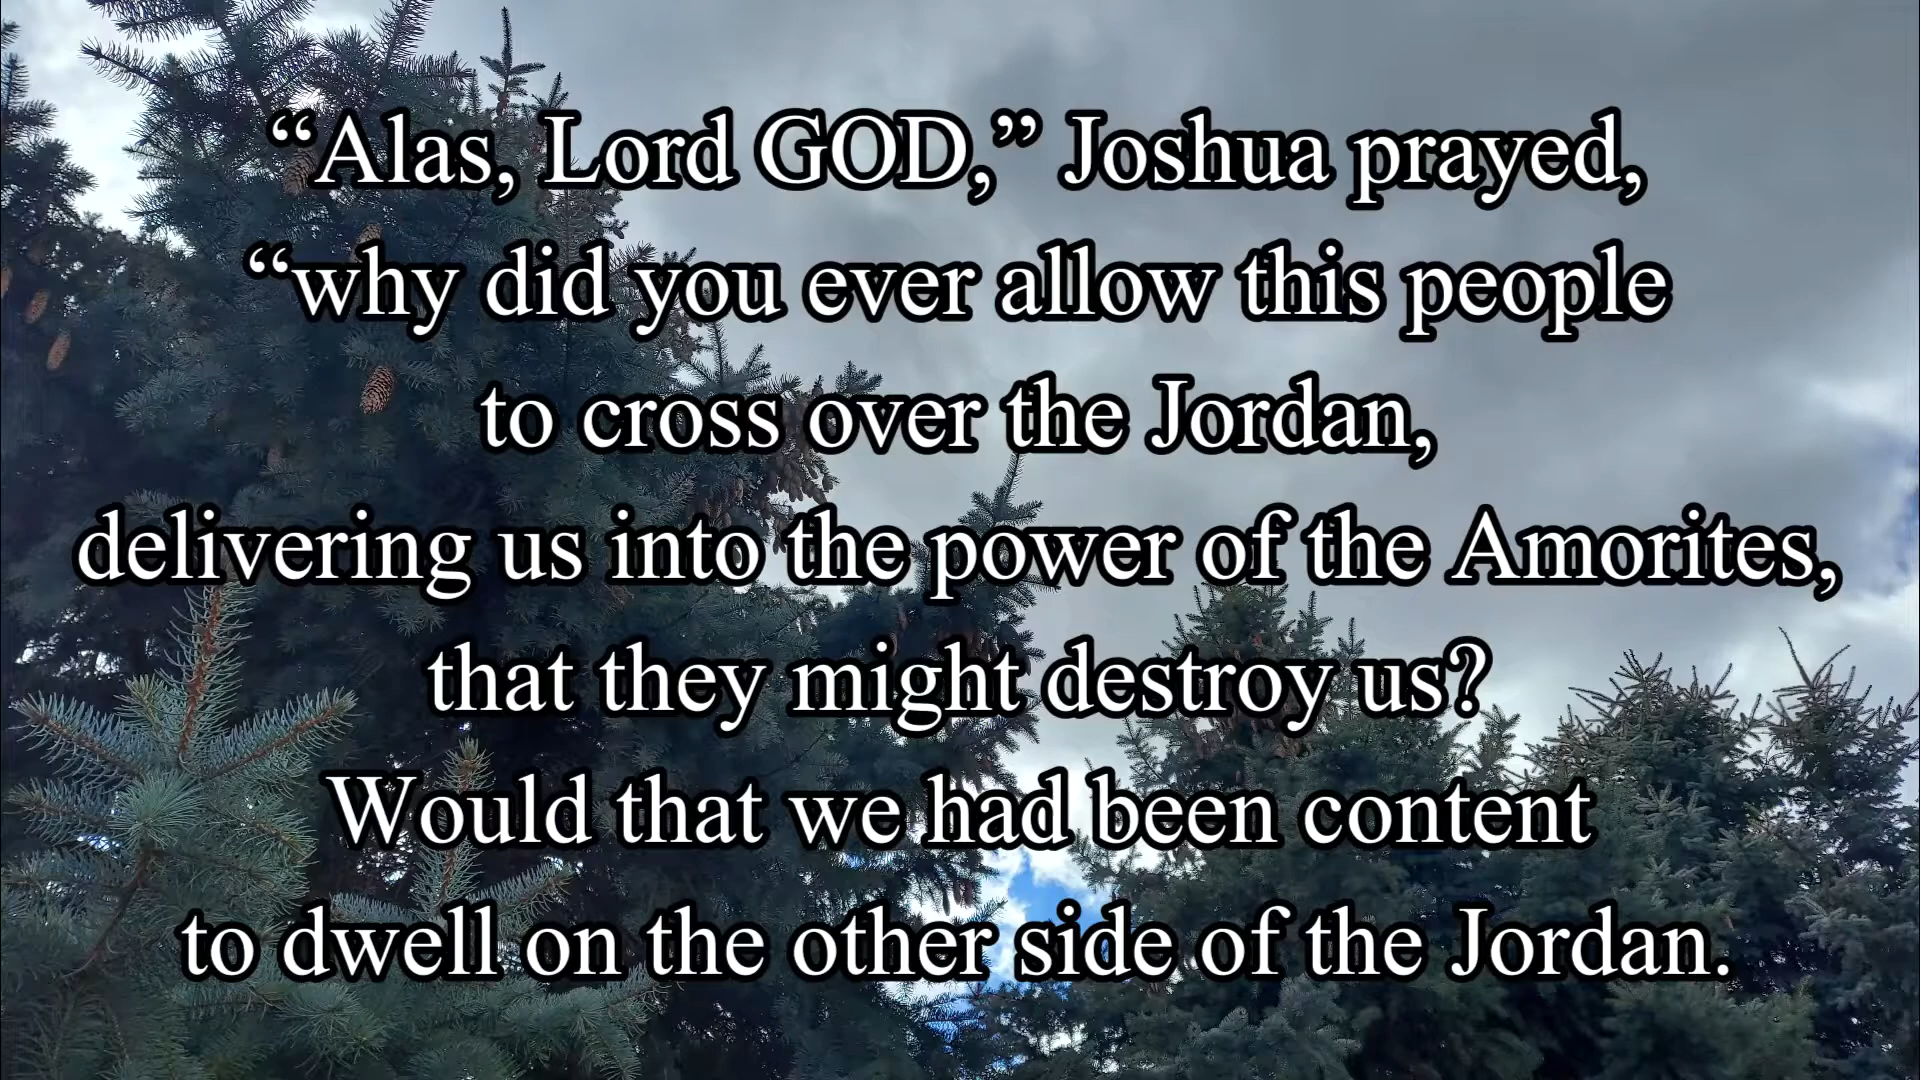 “Alas, Lord GOD,” Joshua prayed,
“why did you ever allow this people
to cross over the Jordan,
delivering us into the power of the Amorites,
that they might destroy us?
Would that we had been content
to dwell on the other side of the Jordan.